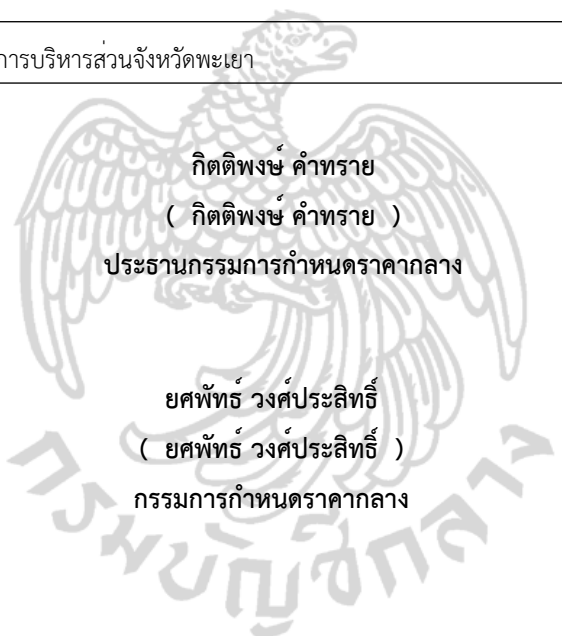 การบริหารส่วนจังหวัดพะเยา
กิตติพงษ์ คำทราย
( กิตติพงษ์ คำทราย )
ประธานกรรมการกำหนดราคากลาง
ยศพัทธ์ วงศ์ประสิทธิ์
( ยศพัทธ์ วงศ์ประสิทธิ์ )
กรรมการกำหนดราคากลาง
กรมบัญชีกลาง